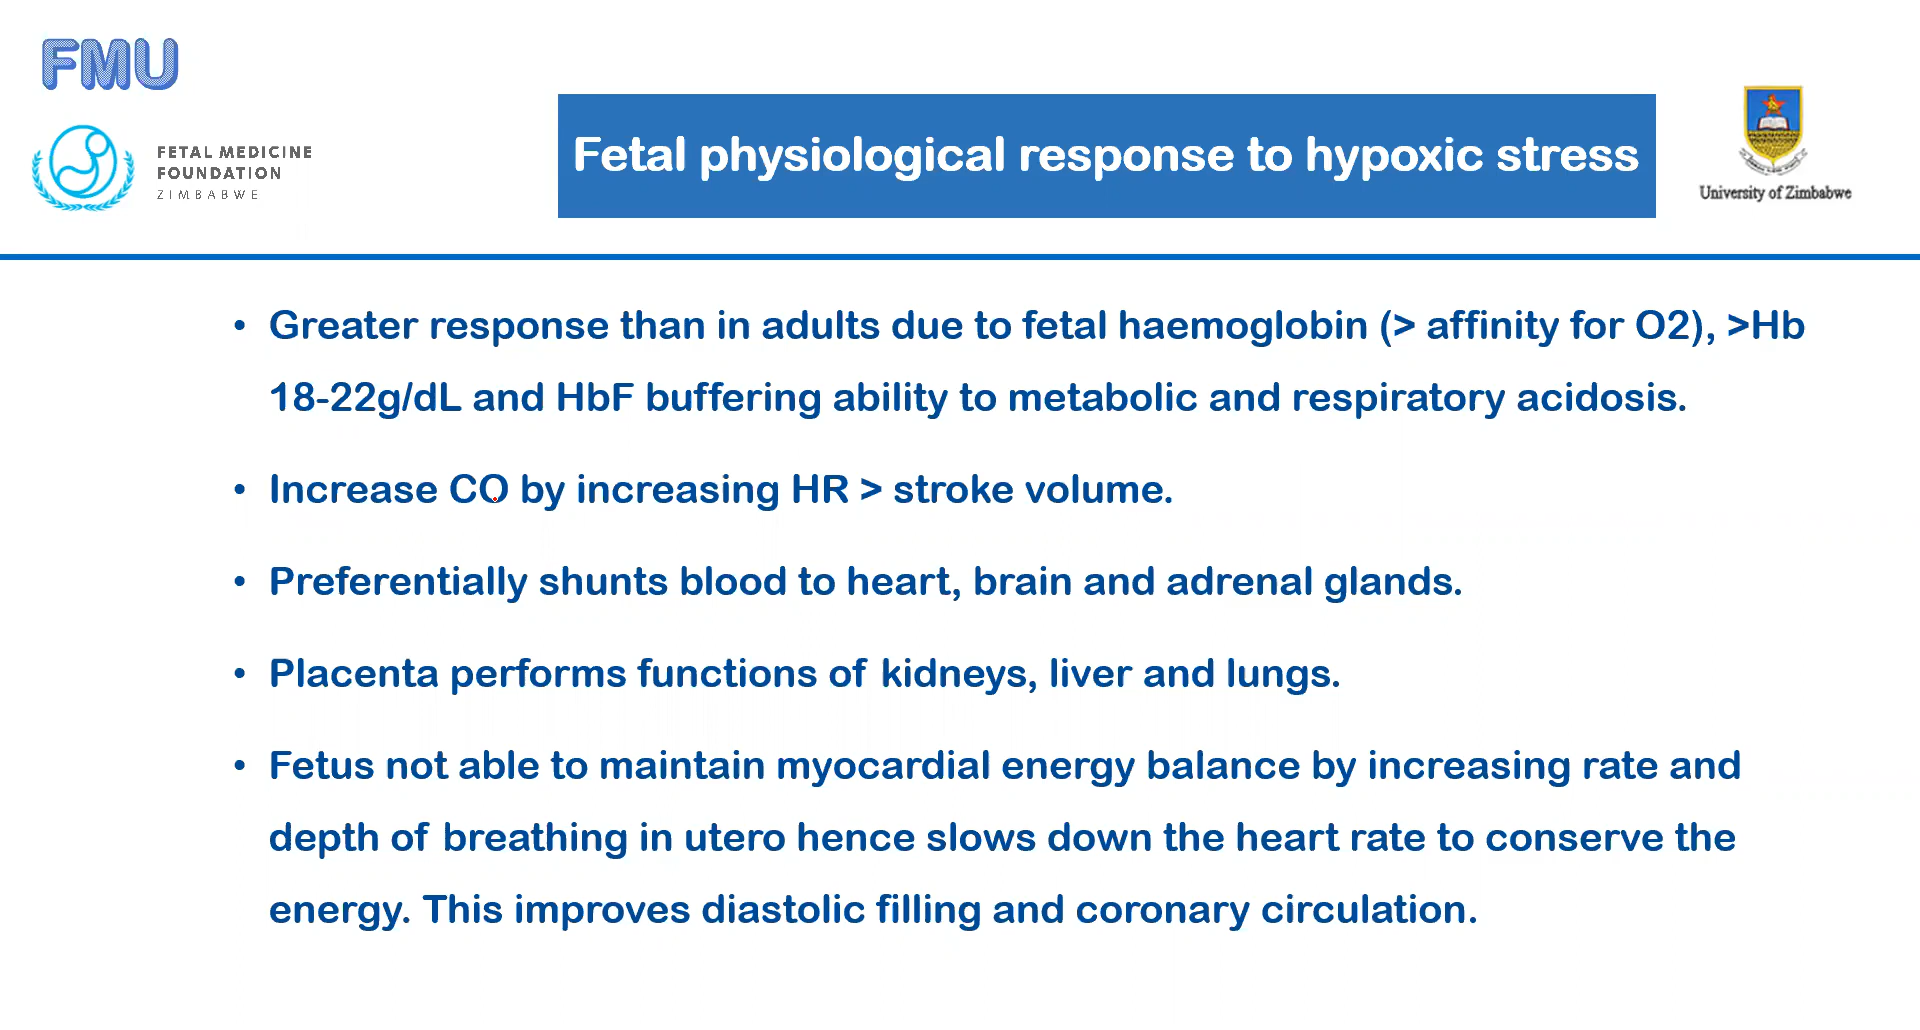 FMU
FETAL MEDICINE
FOUNDATION
ZIMBABWE
Fetal physiological response to hypoxic stress
University of Zimbabwe
• Greater response than in adults due to fetal haemoglobin (> affinity for O2), >Hb
18-22g/dL and HbF buffering ability to metabolic and respiratory acidosis.
• Increase CO by increasing HR > stroke volume.
• Preferentially shunts blood to heart, brain and adrenal glands.
• Placenta performs functions of kidneys, liver and lungs.
• Fetus not able to maintain myocardial energy balance by increasing rate and
depth of breathing in utero hence slows down the heart rate to conserve the
energy. This improves diastolic filling and coronary circulation.